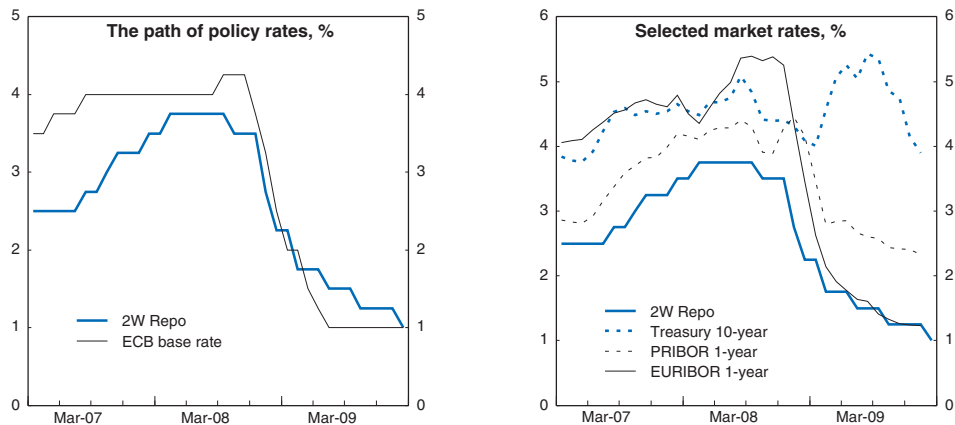 The path of policy rates, %
5
4
3
2
1
0
5
4
3
2
1
0
2W Repo
ECB base rate
Mar-07
Mar-08
Mar-09
Selected market rates, %
6
5
4
3
2
1
0
6
5
4
3
2
1
0
2W Repo
Treasury 10-year
PRIBOR 1-year
EURIBOR 1-year
Mar-07
Mar-08
Mar-09